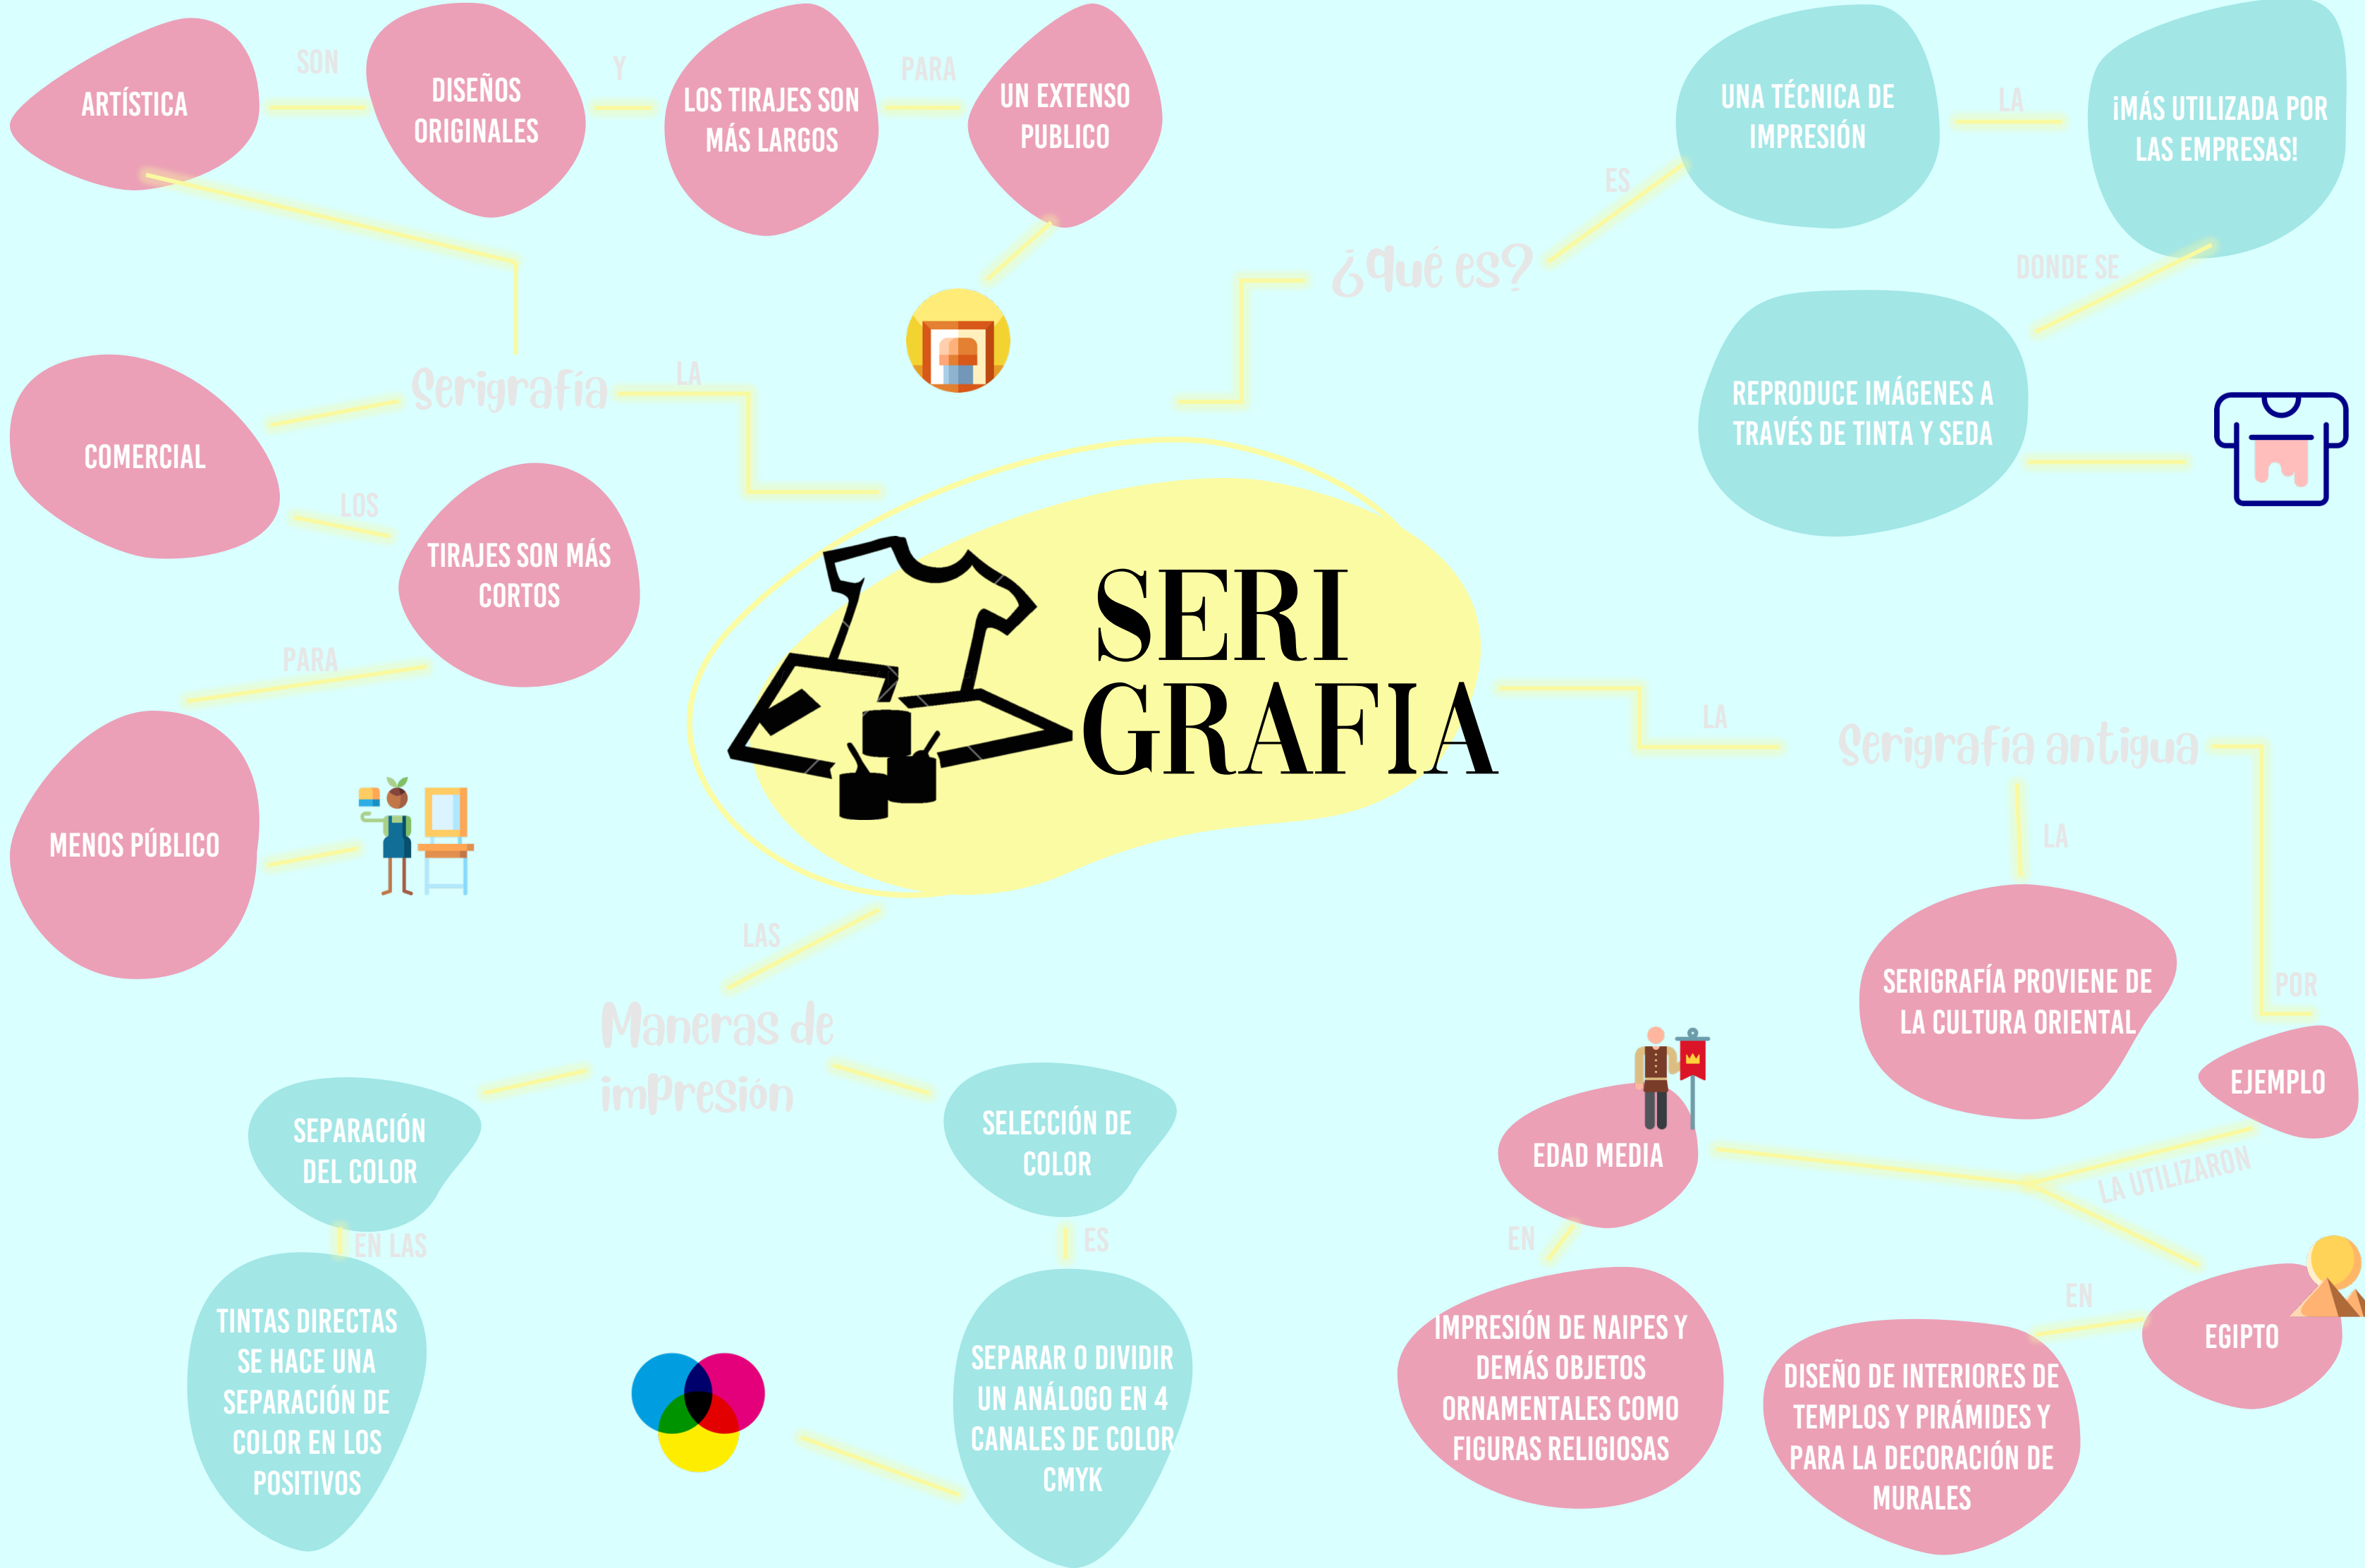 ARTÍSTICA
SON
DISEÑOS
ORIGINALES
Y
LOS TIRAJES SON
MÁS LARGOS
PARA
UN EXTENSO
PUBLICO
¿qué es?
ES
UNA TÉCNICA DE
IMPRESIÓN
LA
¡MÁS UTILIZADA POR
LAS EMPRESAS!
DONDE SE
REPRODUCE IMÁGENES A
TRAVÉS DE TINTA Y SEDA
LA
Serigrafía
COMERCIAL
LOS
TIRAJES SON MÁS
CORTOS
PARA
MENOS PÚBLICO
SERI
GRAFIA
LA
Serigrafía antigua
LA
SERIGRAFÍA PROVIENE DE
LA CULTURA ORIENTAL
POR
EJEMPLO
LA UTILIZARON
EDAD MEDIA
EN
IMPRESIÓN DE NAIPES Y
DEMÁS OBJETOS
ORNAMENTALES COMO
FIGURAS RELIGIOSAS
EGIPTO
EN
DISEÑO DE INTERIORES DE
TEMPLOS Y PIRÁMIDES Y
PARA LA DECORACIÓN DE
MURALES
LAS
Maneras de
impresión
SEPARACIÓN
DEL COLOR
EN LAS
TINTAS DIRECTAS
SE HACE UNA
SEPARACIÓN DE
COLOR EN LOS
POSITIVOS
SELECCIÓN DE
COLOR
ES
SEPARAR O DIVIDIR
UN ANÁLOGO EN 4
CANALES DE COLOR
CMYK